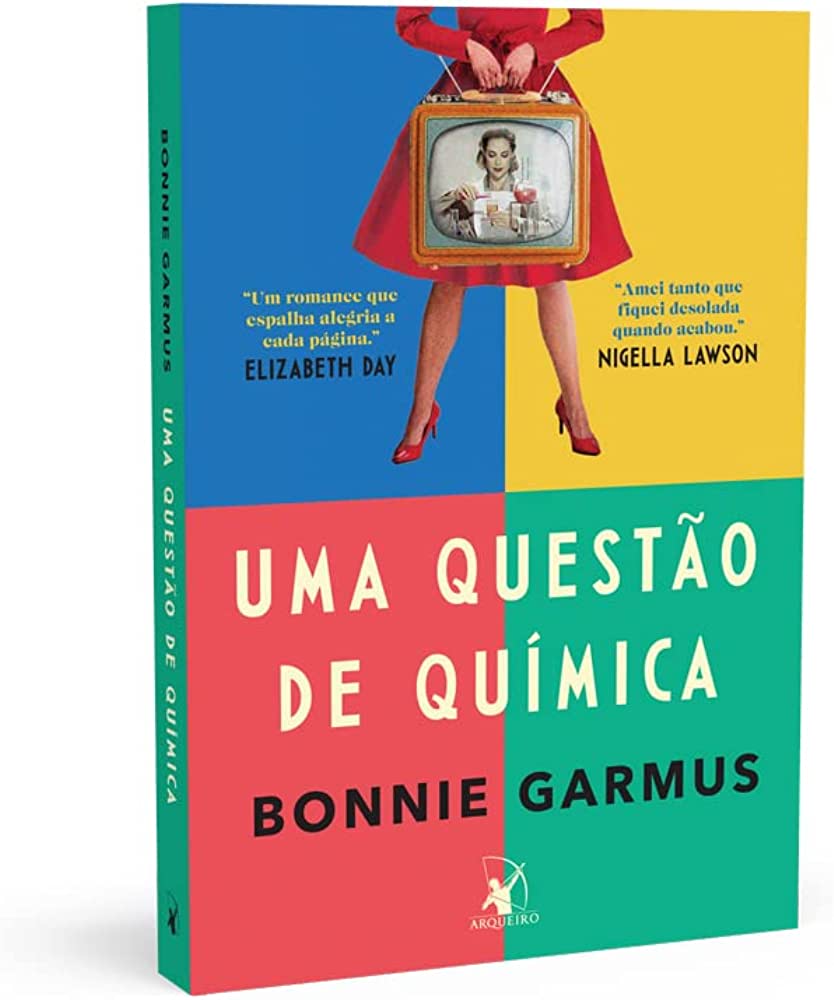 BONNIE GARMUS UMA QUESTÃO DE QUÍMICA
“Um romance que
espalha alegria a
cada página.”
ELIZABETH DAY
“Amei tanto que
fiquei desolada
quando acabou.”
NIGELLA LAWSON
UMA QUESTÃO
DE QUÍMICA
BONNIE GARMUS
ARQUEIRO